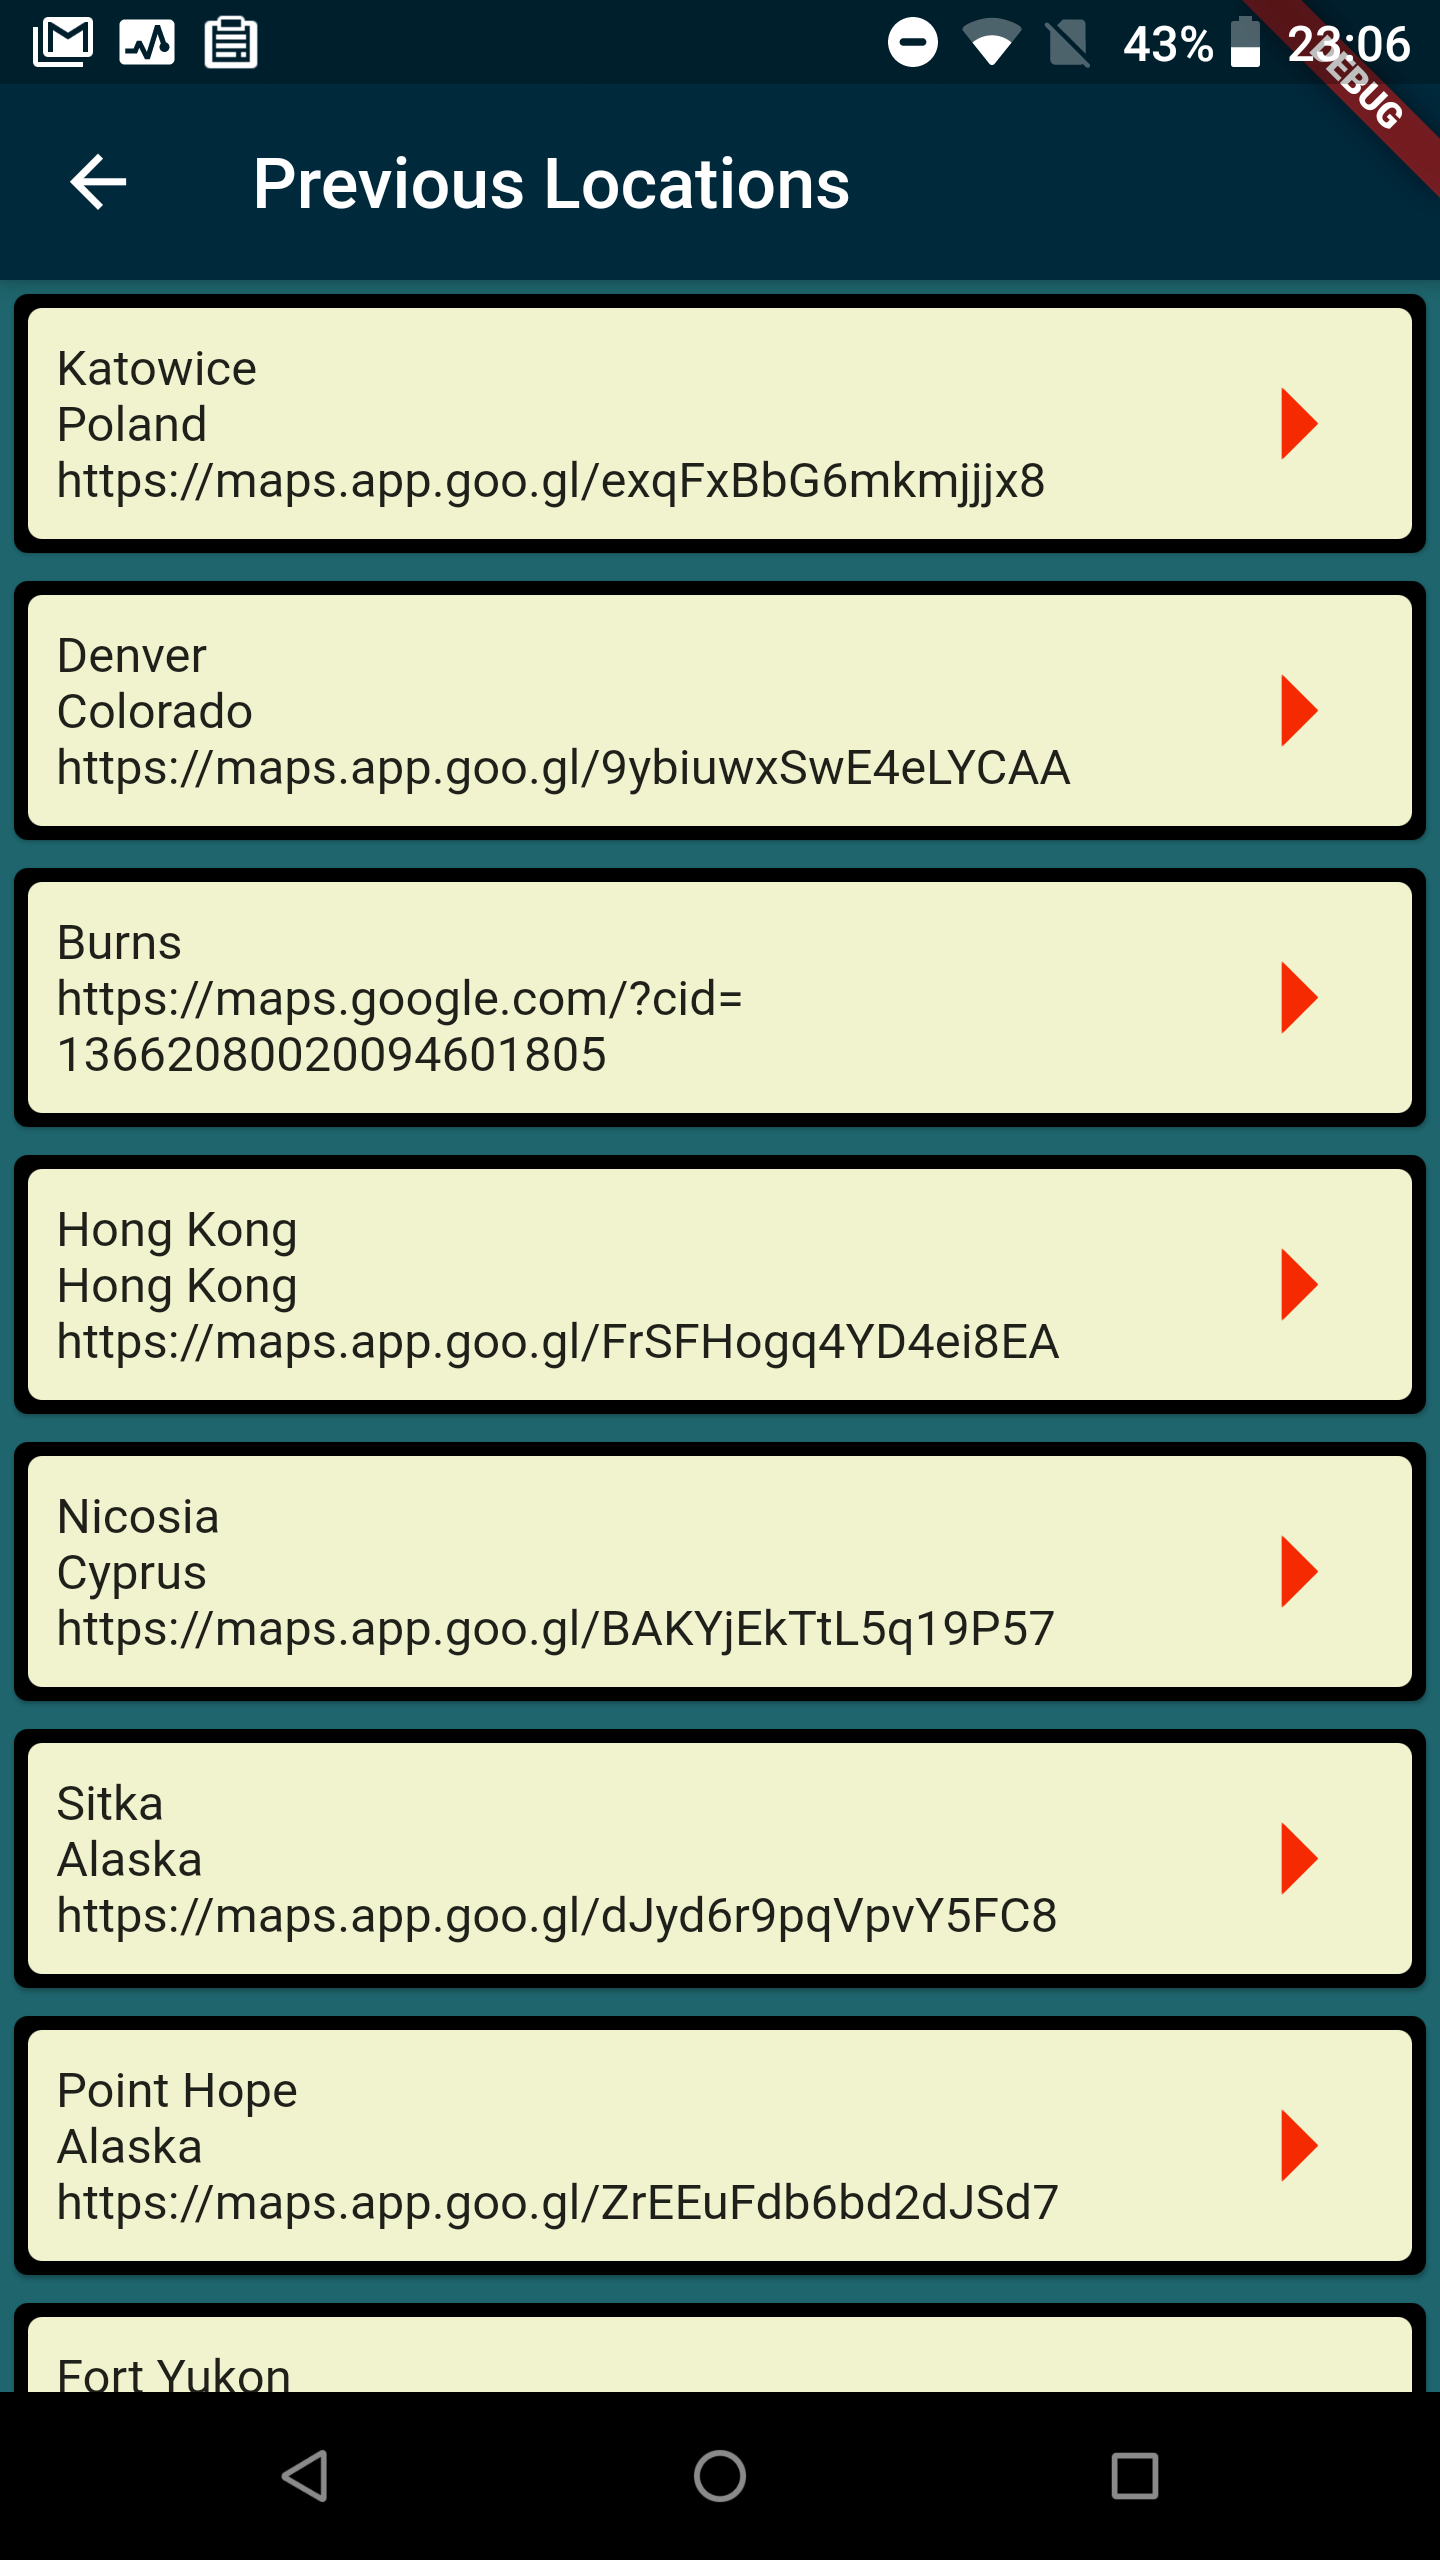 43% 23:06
DEBUG
Previous Locations
Katowice
Poland
https://maps.app.goo.gl/exqFxBbG6mkmjjjx8
Denver
Colorado
https://maps.app.goo.gl/9ybiuwxSwE4eLYCAA
Burns
https://maps.google.com/?cid=
13662080020094601805
Hong Kong
Hong Kong
https://maps.app.goo.gl/FrSFHogq4YD4ei8EA
Nicosia
Cyprus
https://maps.app.goo.gl/BAKYjEkTtL5q19P57
Sitka
Alaska
https://maps.app.goo.gl/dJyd6r9pqVpvY5FC8
Point Hope
Alaska
https://maps.app.goo.gl/ZrEEuFdb6bd2dJSd7
Fort Yukon